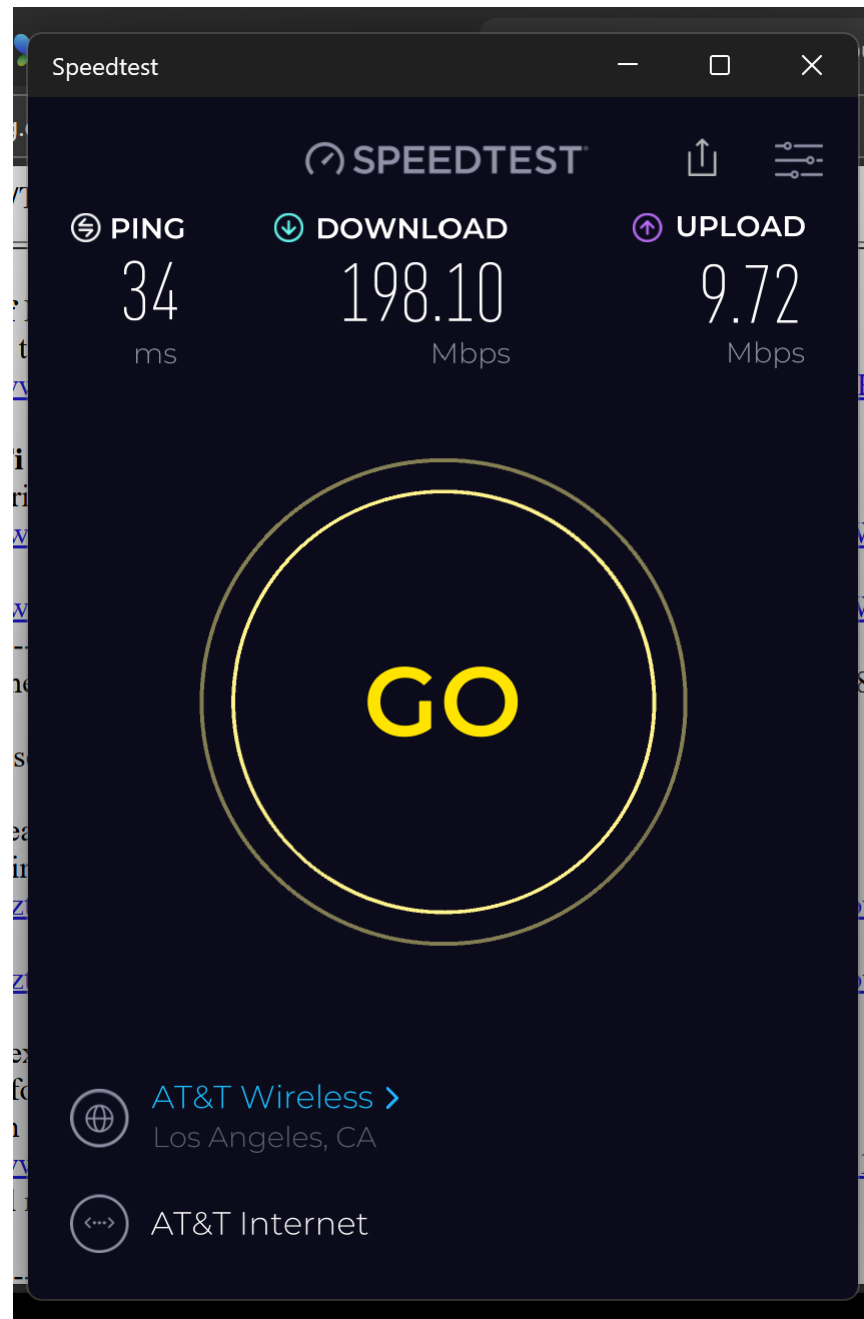 Speedtest
SPEEDTEST
PING
DOWNLOAD
UPLOAD
34
198.10
9.72
ms
Mbps
Mbps
GO
AT&T Wireless
Los Angeles, CA
AT&T Internet